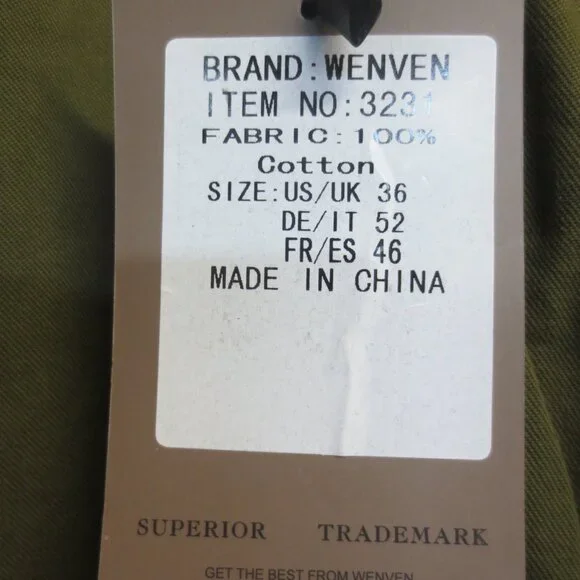 BRAND:WENVEN
ITEM NO:3231
FABRIC:100%
Cotton
SIZE:US/UK 36
DE/IT 52
FR/ES 46
MADE IN CHINA
SUPERIOR TRADEMARK
GET THE BEST FROM WENVEN